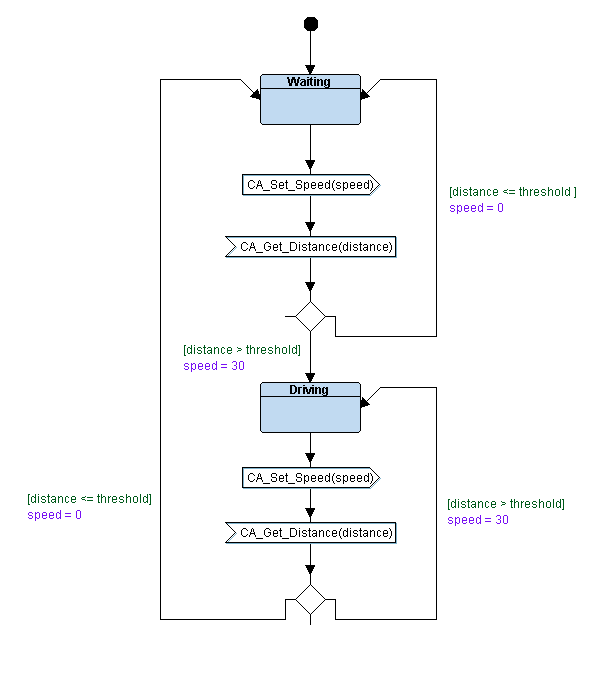 Waiting
CA_Set_Speed(speed)
[distance <= threshold ]
speed = 0
CA_Get_Distance(distance)
[distance > threshold]
speed = 30
Driving
CA_Set_Speed(speed)
[distance <= threshold]
speed = 0
[distance > threshold]
speed = 30
CA_Get_Distance(distance)